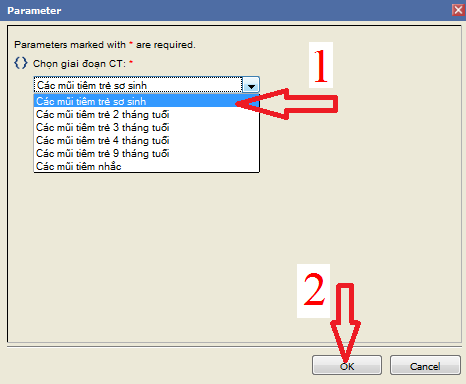 Parameter
Parameters marked with * are required.
Chọn giai đoạn CT: *
Các mũi tiêm trẻ sơ sinh
Các mũi tiêm trẻ sơ sinh
Các mũi tiêm trẻ 2 tháng tuổi
Các mũi tiêm trẻ 3 tháng tuổi
Các mũi tiêm trẻ 4 tháng tuổi
Các mũi tiêm trẻ 9 tháng tuổi
Các mũi tiêm nhắc
1
2
OK
Cancel